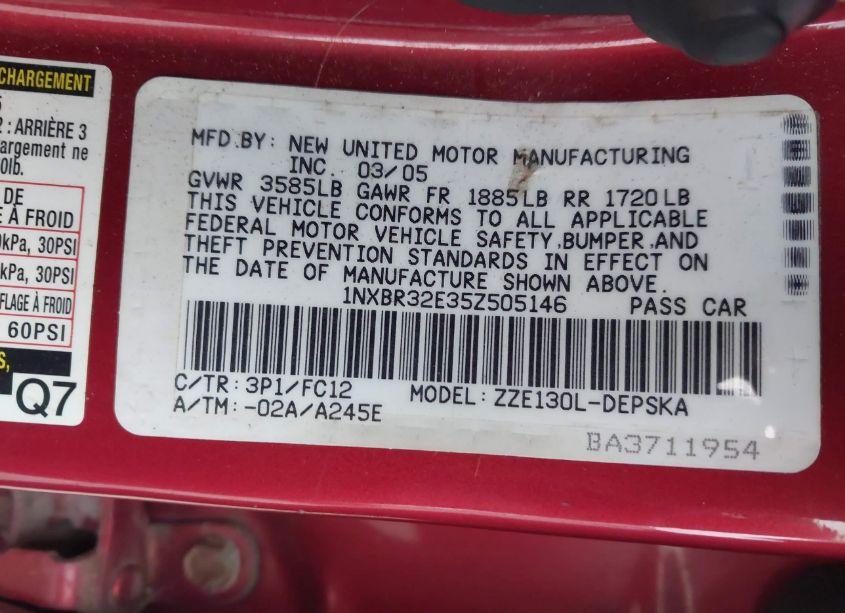 CHARGEMENT
2 : ARRIÈRE 3
chargement ne
DE
À FROID
kPa, 30PSI
kPa, 30PSI
FLAGE À FROID
60PSI
Q7
MFD.BY: NEW UNITED MOTOR MANUFACTURING
INC. 03/05
GVWR 3585LB GAWR FR 1885LB RR 1720LB
THIS VEHICLE CONFORMS TO ALL APPLICABLE
FEDERAL MOTOR VEHICLE SAFETY,BUMPER,AND
THEFT PREVENTION STANDARDS IN EFFECT ON
THE DATE OF MANUFACTURE SHOWN ABOVE.
1NXBR32E35Z505146 PASS CAR
C/TR: 3P1/FC12 MODEL: ZZE130L-DEPSKA
A/TM: -02A/A245E
BA3711954